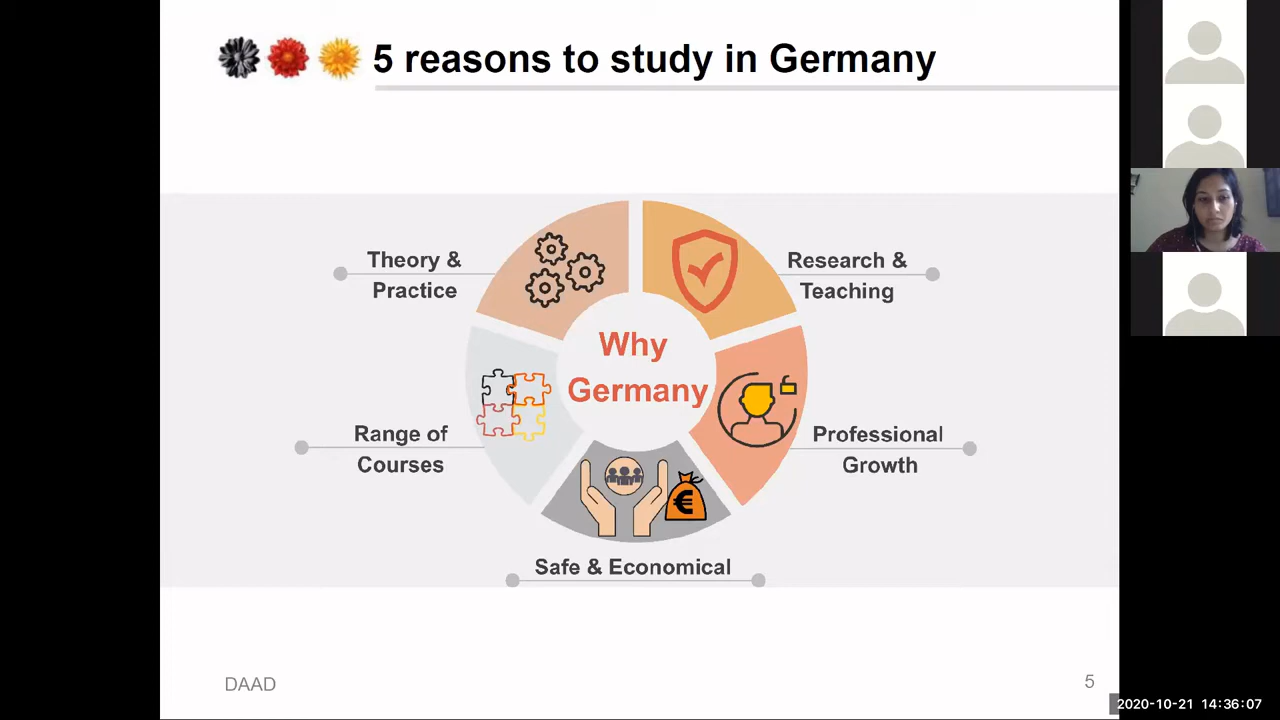 5 reasons to study in Germany
Theory &
Practice
Research &
Teaching
Why
Germany
Range of
Courses
Professional
Growth
€
Safe & Economical
DAAD
5
2020-10-21 14:36:07